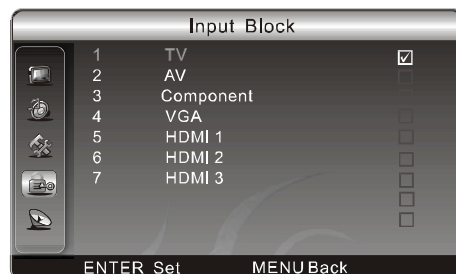 Input Block
1 TV
2 AV
3 Component
4 VGA
5 HDMI 1
6 HDMI 2
7 HDMI 3
ENTER Set MENU Back